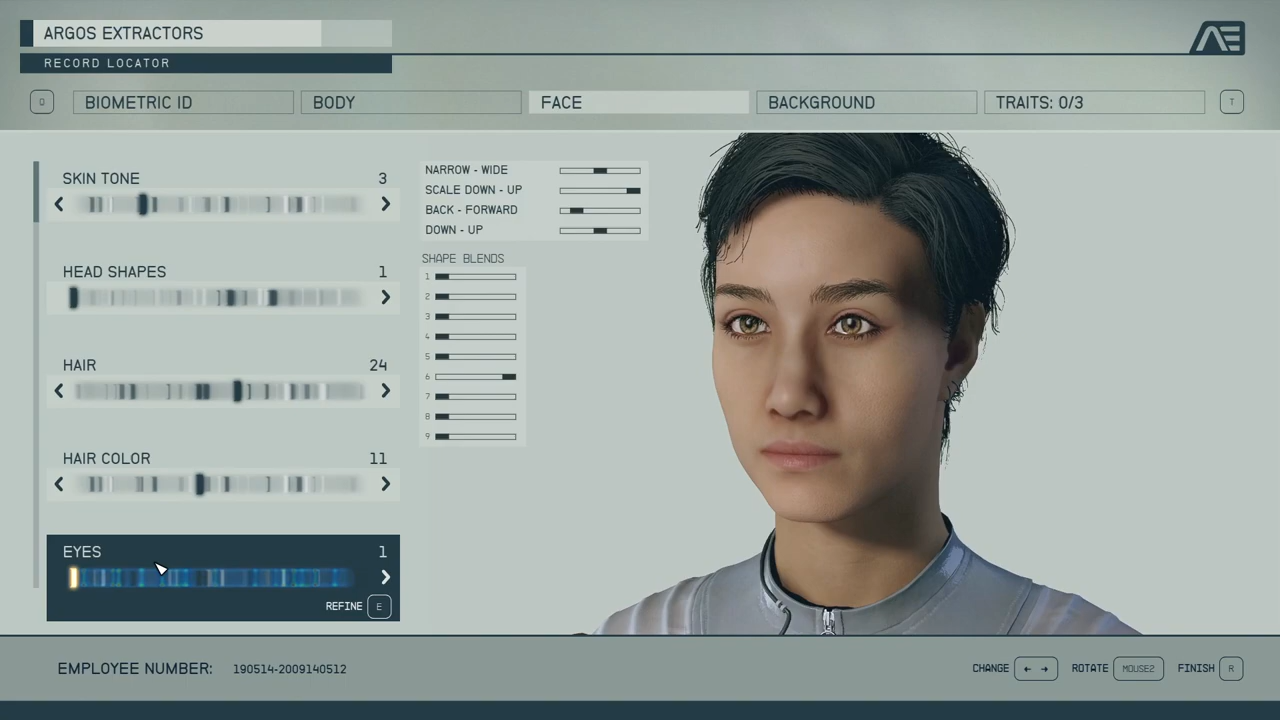 ARGOS EXTRACTORS
RECORD LOCATOR
AE
Q BIOMETRIC ID BODY FACE BACKGROUND TRAITS: 0/3 T
SKIN TONE 3
HEAD SHAPES 1
HAIR 24
HAIR COLOR 11
EYES 1
REFINE E
NARROW - WIDE
SCALE DOWN - UP
BACK - FORWARD
DOWN - UP
SHAPE BLENDS
1
2
3
4
5
6
7
8
9
EMPLOYEE NUMBER: 190514-2009140512
CHANGE ← → ROTATE MOUSE2 FINISH R